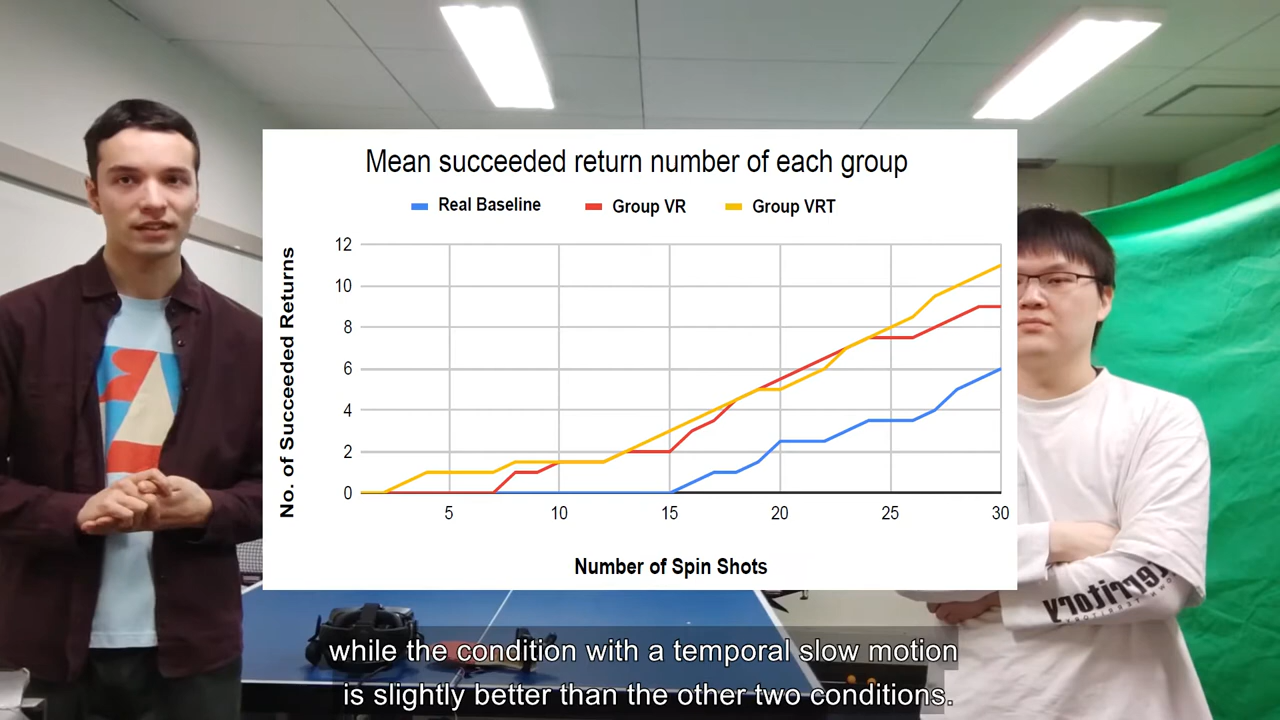 Mean succeeded return number of each group
Real Baseline
Group VR
Group VRT
No. of Succeeded Returns
12
10
8
6
4
2
0
5
10
15
20
25
30
Number of Spin Shots
Territory
while the condition with a temporal slow motion
is slightly better than the other two conditions.